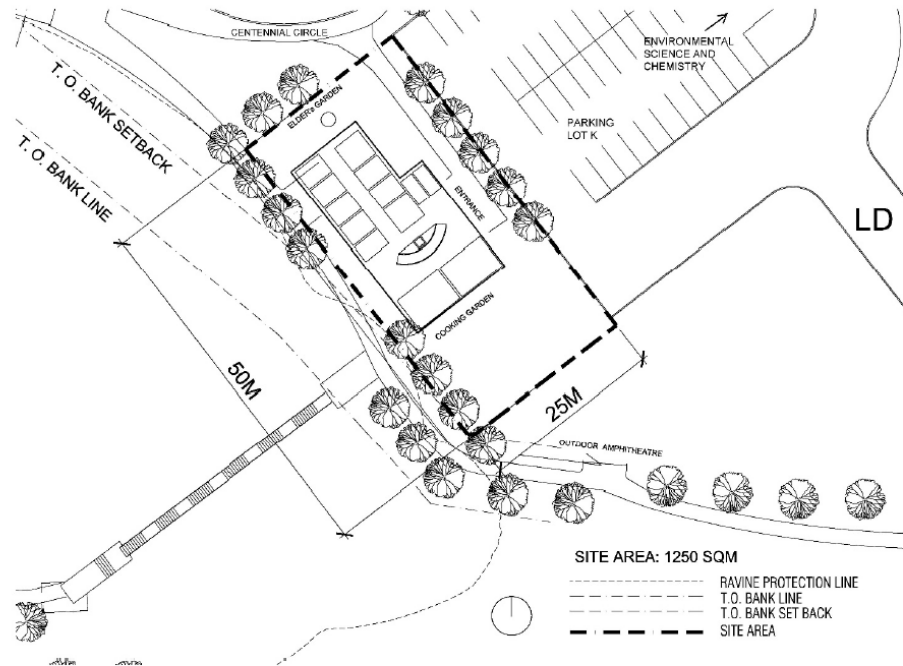 CENTENNIAL CIRCLE
ENVIRONMENTAL
SCIENCE AND
CHEMISTRY
T. O. BANK SETBACK
T. O. BANK LINE
ELDER's GARDEN
PARKING
LOT K
ENTRANCE
LD
COOKING GARDEN
50M
25M
OUTDOOR AMPHITHEATRE
SITE AREA: 1250 SQM
RAVINE PROTECTION LINE
T.O. BANK LINE
T.O. BANK SET BACK
SITE AREA